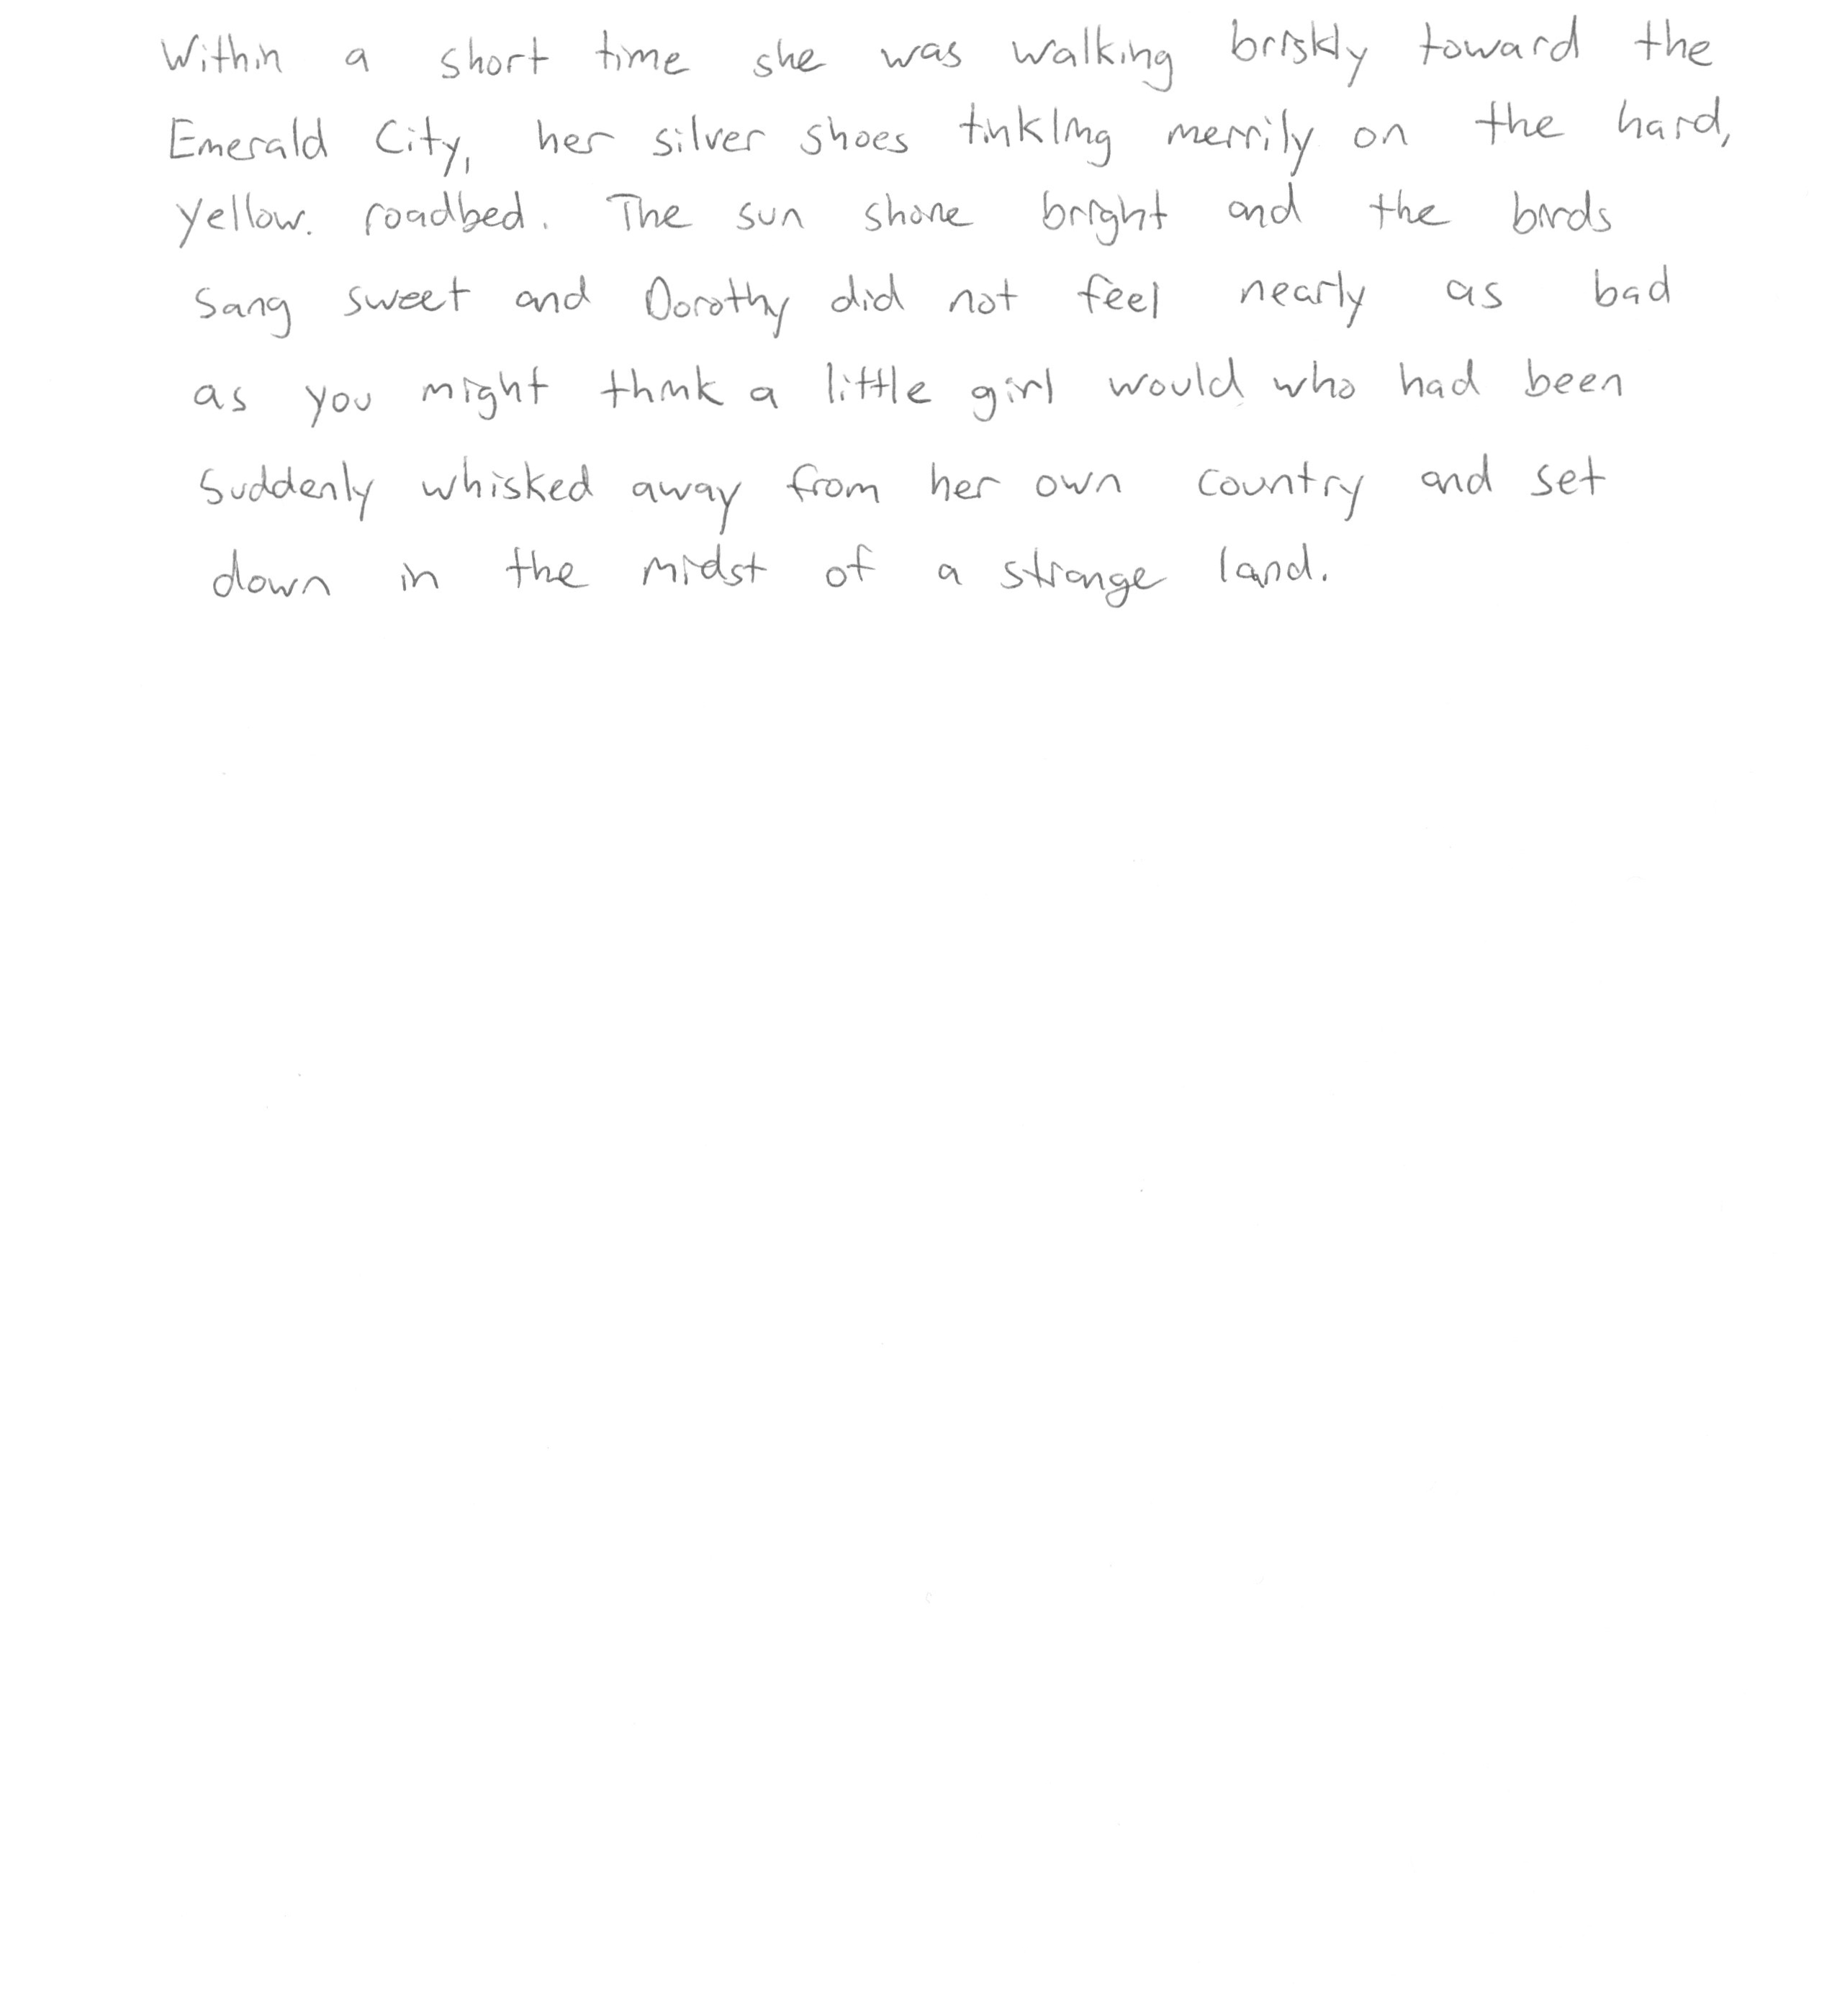 Within a short time she was walking briskly toward the
Emerald City, her silver shoes tinkling merrily on the hard,
yellow. roadbed. The sun shone bright and the birds
sang sweet and Dorothy did not feel nearly as bad
as you might think a little girl would who had been
suddenly whisked away from her own country and set
down in the midst of a strange land.